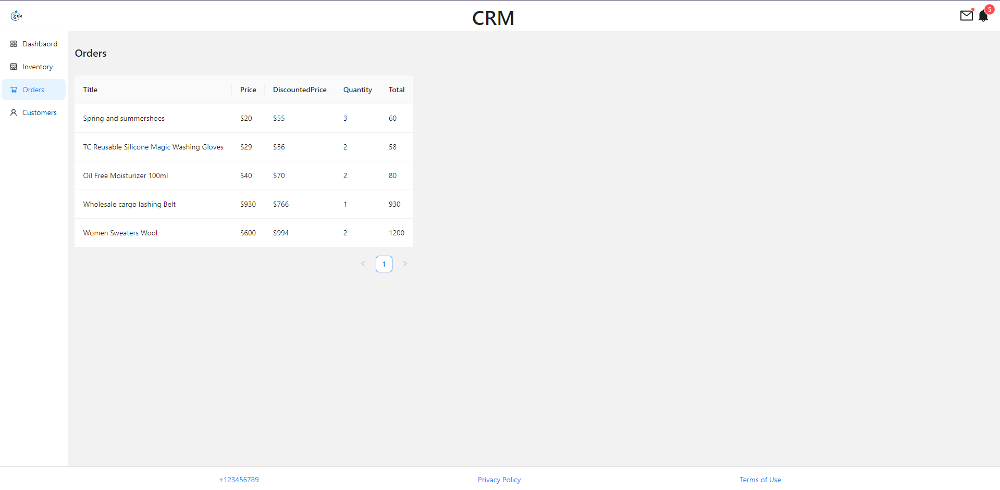 CRM
CRM
5
Dashbaord
Inventory
Orders
Customers
Orders
Title Price DiscountedPrice Quantity Total
Spring and summershoes $20 $55 3 60
TC Reusable Silicone Magic Washing Gloves $29 $56 2 58
Oil Free Moisturizer 100ml $40 $70 2 80
Wholesale cargo lashing Belt $930 $766 1 930
Women Sweaters Wool $600 $994 2 1200
1
+123456789 Privacy Policy Terms of Use